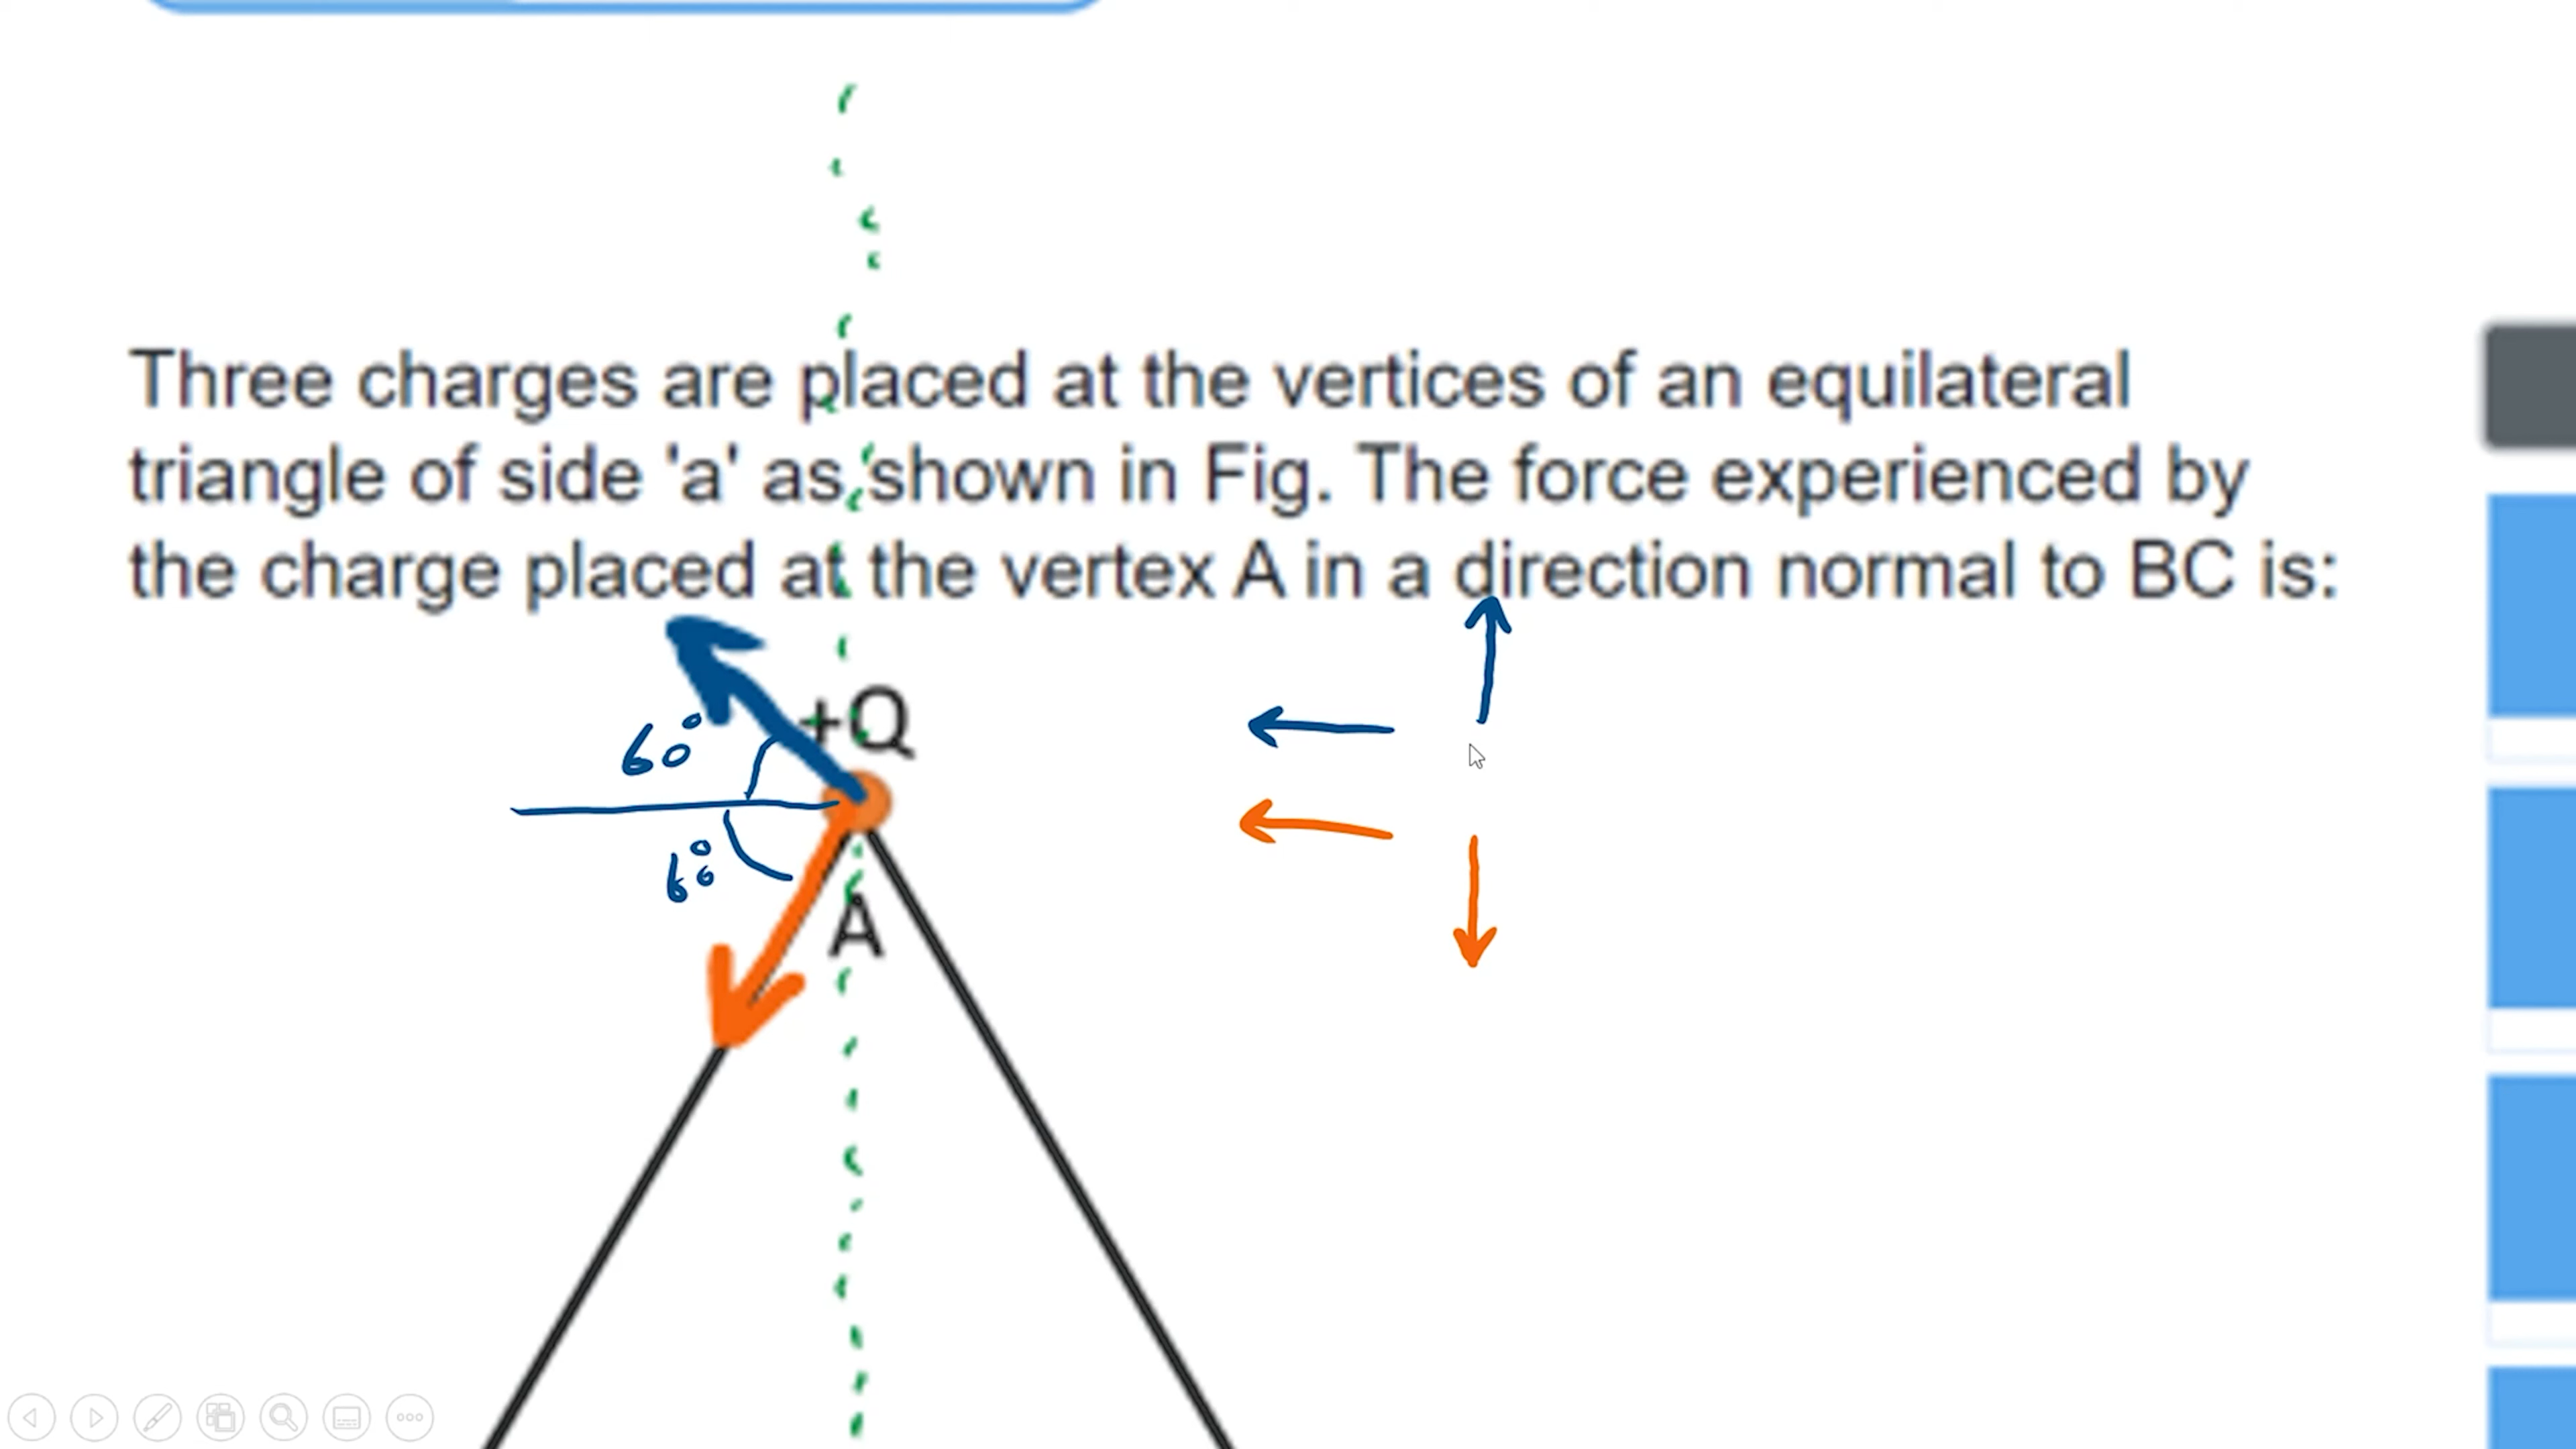 Three charges are placed at the vertices of an equilateral
triangle of side 'a' as shown in Fig. The force experienced by
the charge placed at the vertex A in a direction normal to BC is:
+Q
60°
60°
A